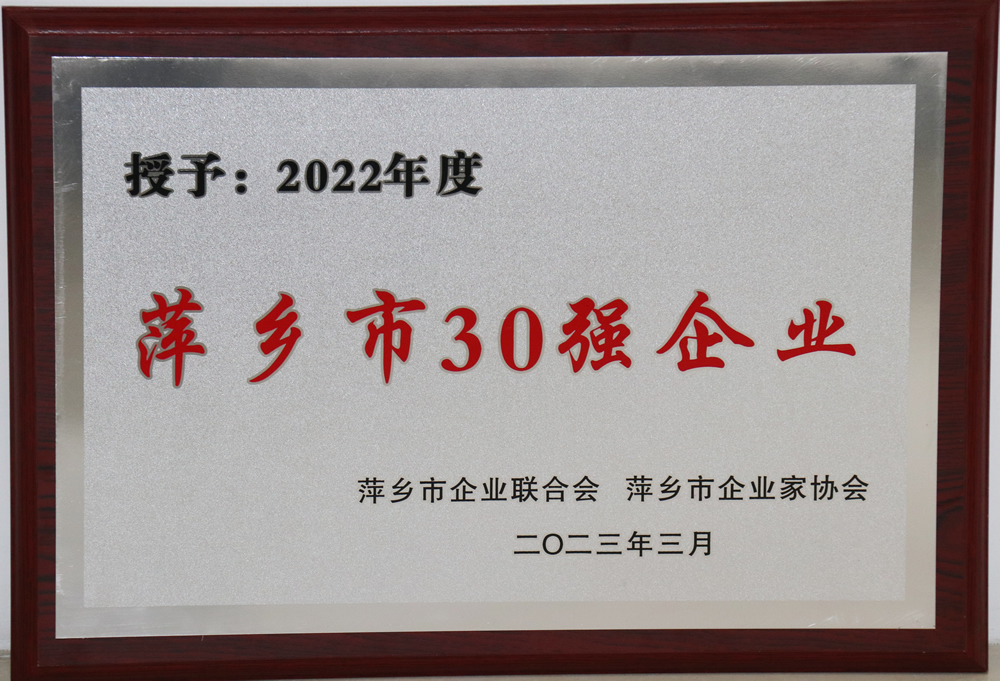 授予：2022年度
萍乡市30强企业
萍乡市企业联合会 萍乡市企业家协会
二〇二三年三月